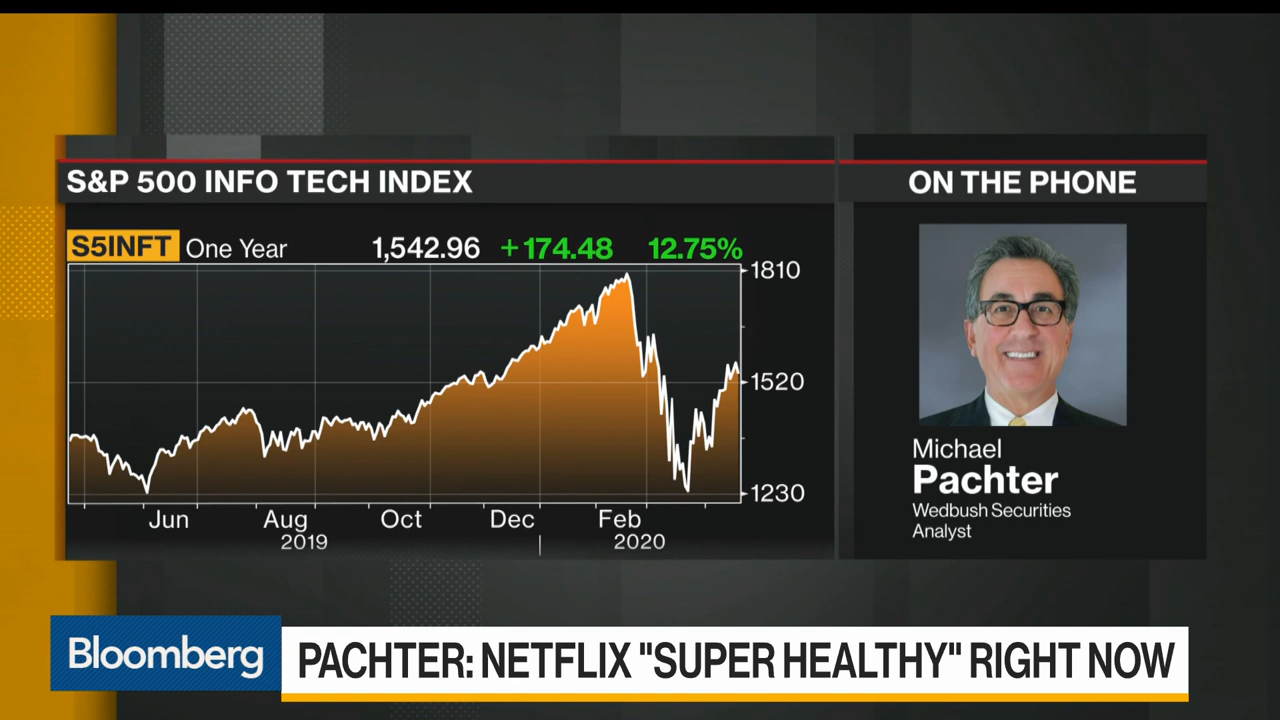 S&P 500 INFO TECH INDEX
S5INFT One Year 1,542.96 +174.48 12.75%
1810
1520
1230
Jun Aug Oct Dec Feb
2019 2020
ON THE PHONE
Michael
Pachter
Wedbush Securities
Analyst
Bloomberg
PACHTER: NETFLIX "SUPER HEALTHY" RIGHT NOW